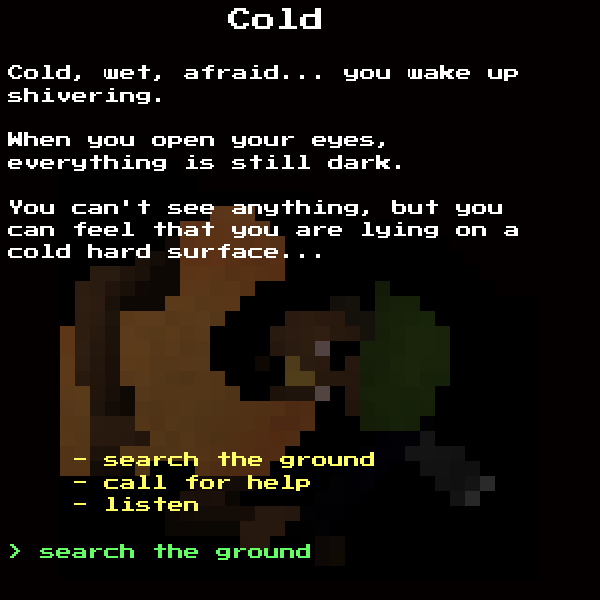 Cold
Cold, wet, afraid... you wake up
shivering.
When you open your eyes,
everything is still dark.
You can't see anything, but you
can feel that you are lying on a
cold hard surface...
- search the ground
- call for help
- listen
> search the ground